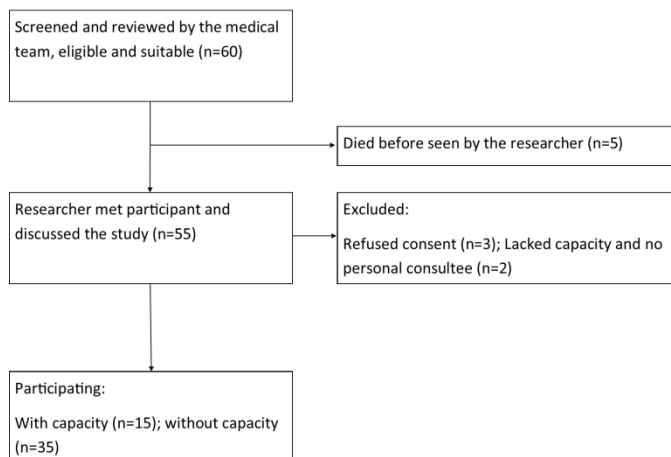 Screened and reviewed by the medical
team, eligible and suitable (n=60)
Died before seen by the researcher (n=5)
Researcher met participant and
discussed the study (n=55)
Excluded:
Refused consent (n=3); Lacked capacity and no
personal consultee (n=2)
Participating:
With capacity (n=15); without capacity
(n=35)